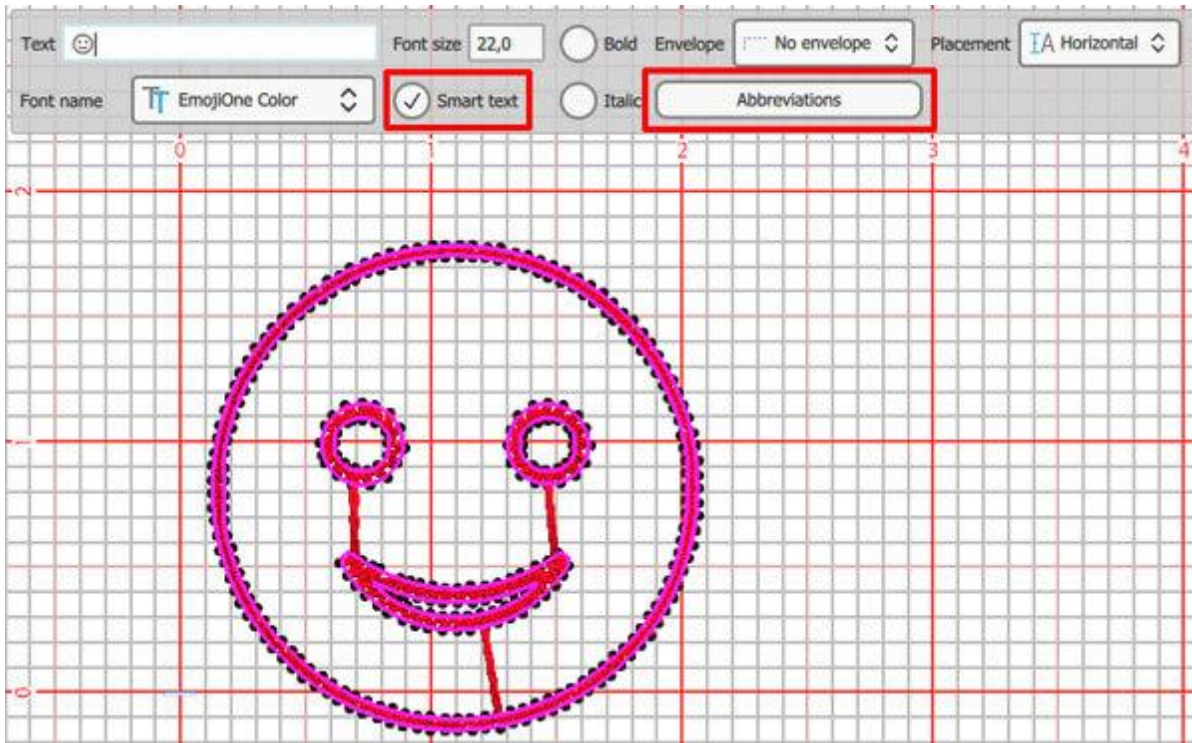 Text ☺ Font size 22,0 Bold Envelope No envelope Placement Horizontal
Font name EmojiOne Color Smart text Italic Abbreviations
0 1 2 3 4
2
1
0